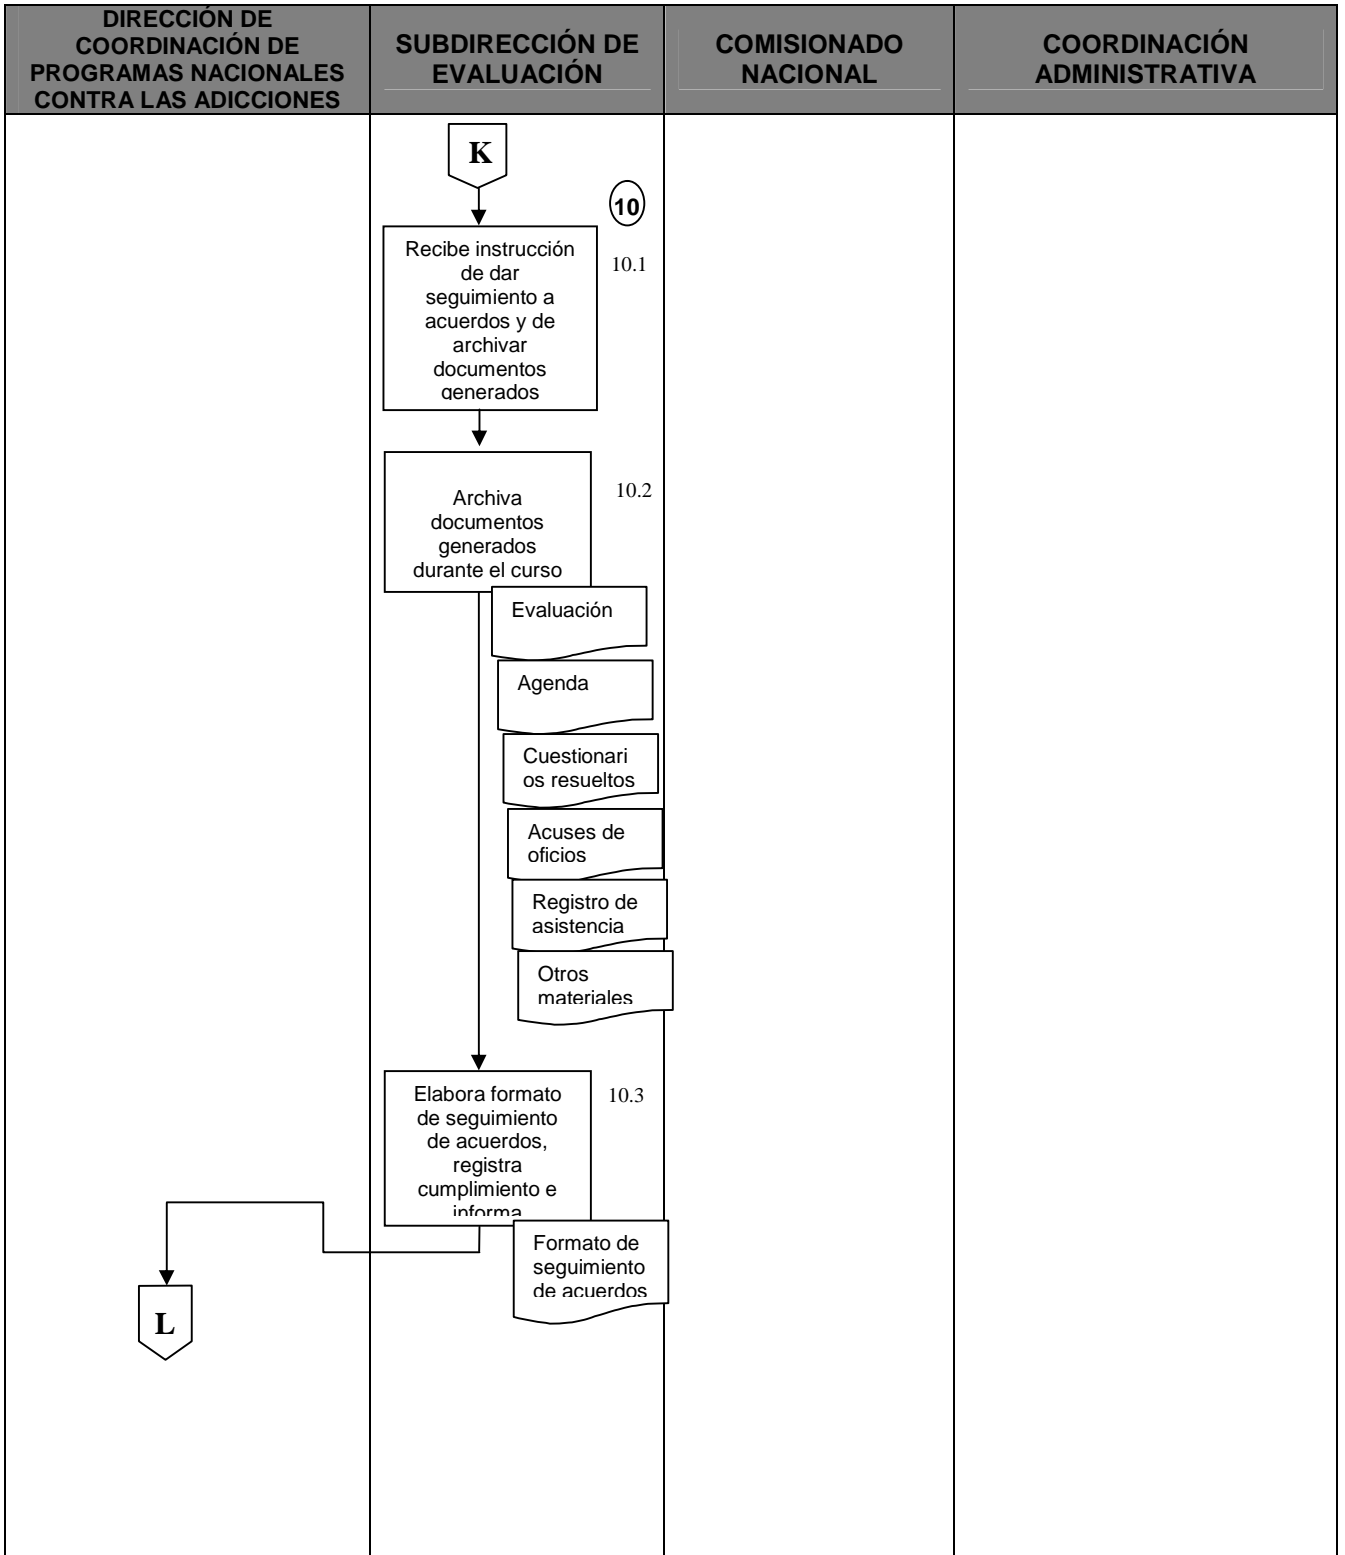 DIRECCIÓN DE
COORDINACIÓN DE
PROGRAMAS NACIONALES
CONTRA LAS ADICCIONES
SUBDIRECCIÓN DE
EVALUACIÓN
COMISIONADO
NACIONAL
COORDINACIÓN
ADMINISTRATIVA
K
10
Recibe instrucción
de dar
seguimiento a
acuerdos y de
archivar
documentos
generados
10.1
Archiva
documentos
generados
durante el curso
10.2
Evaluación
Agenda
Cuestionari
os resueltos
Acuses de
oficios
Registro de
asistencia
Otros
materiales
Elabora formato
de seguimiento
de acuerdos,
registra
cumplimiento e
informa
10.3
Formato de
seguimiento
de acuerdos
L